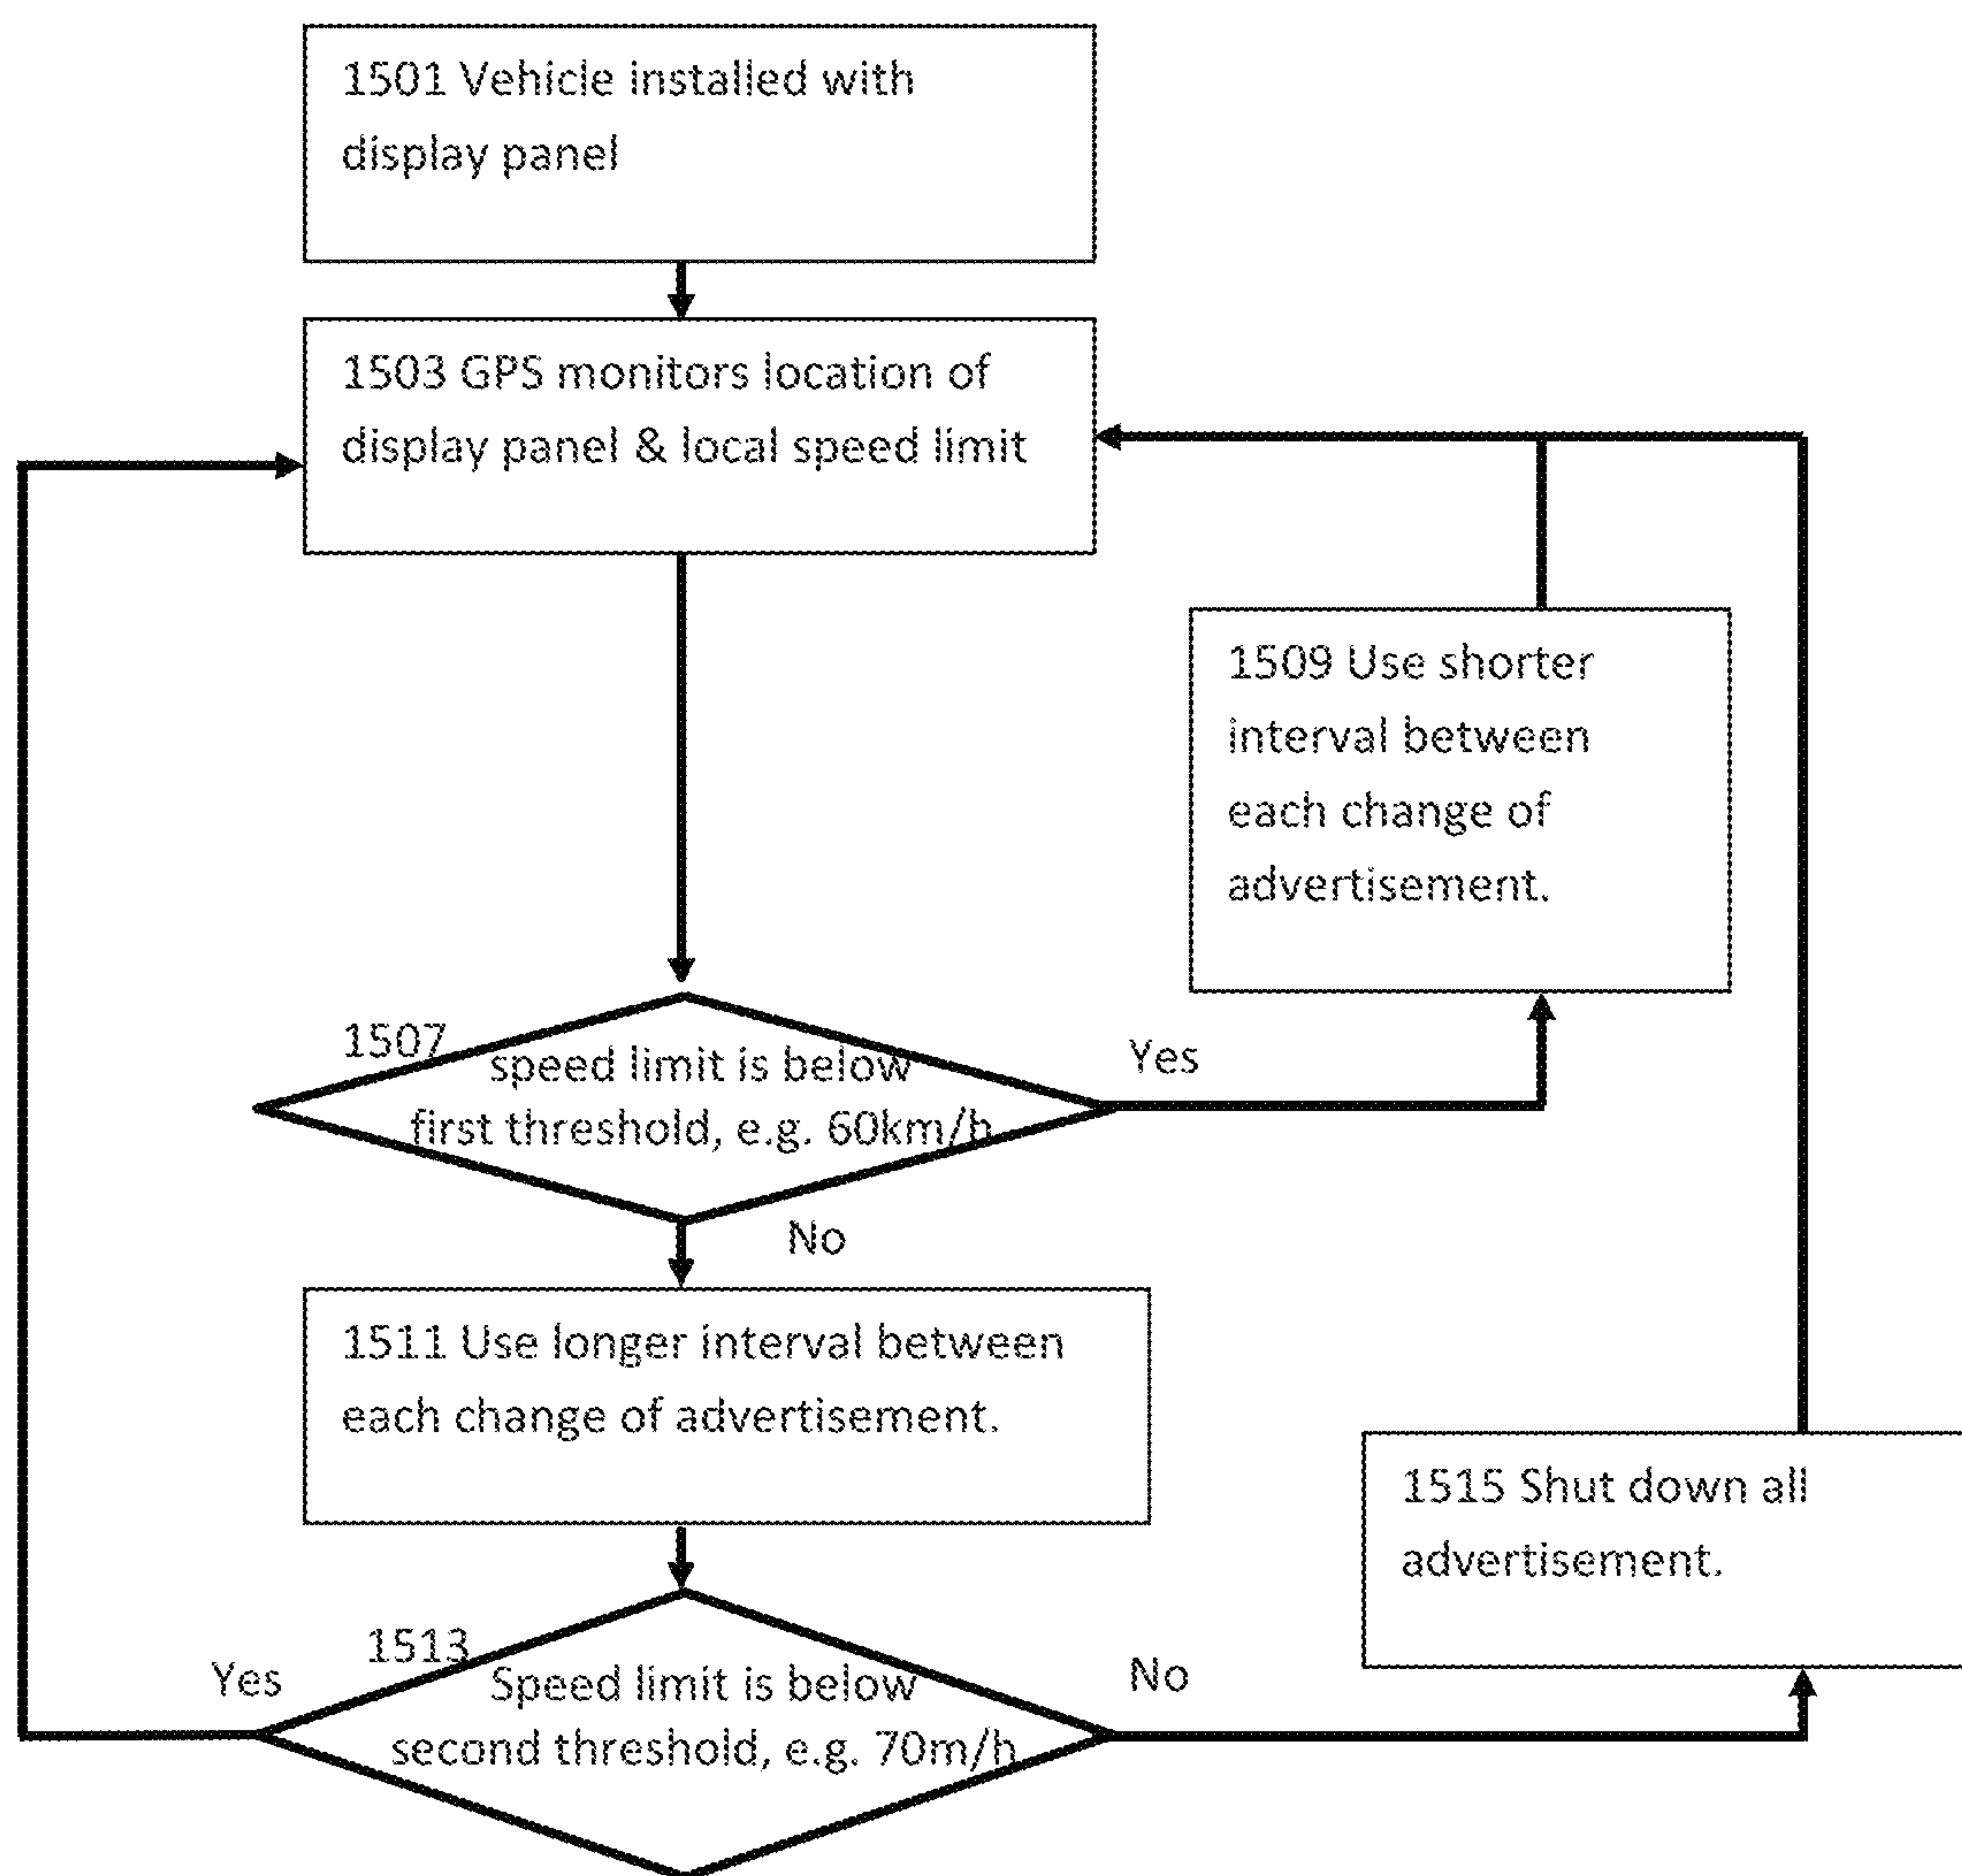 1501 Vehicle installed with
display panel
1503 GPS monitors location of
display panel & local speed limit
1509 Use shorter
interval between
each change of
advertisement.
1507
speed limit is below
first threshold, e.g. 60km/h
Yes
No
1511 Use longer interval between
each change of advertisement.
1515 Shut down all
advertisement.
1513
Yes
Speed limit is below
second threshold, e.g. 70m/h
No